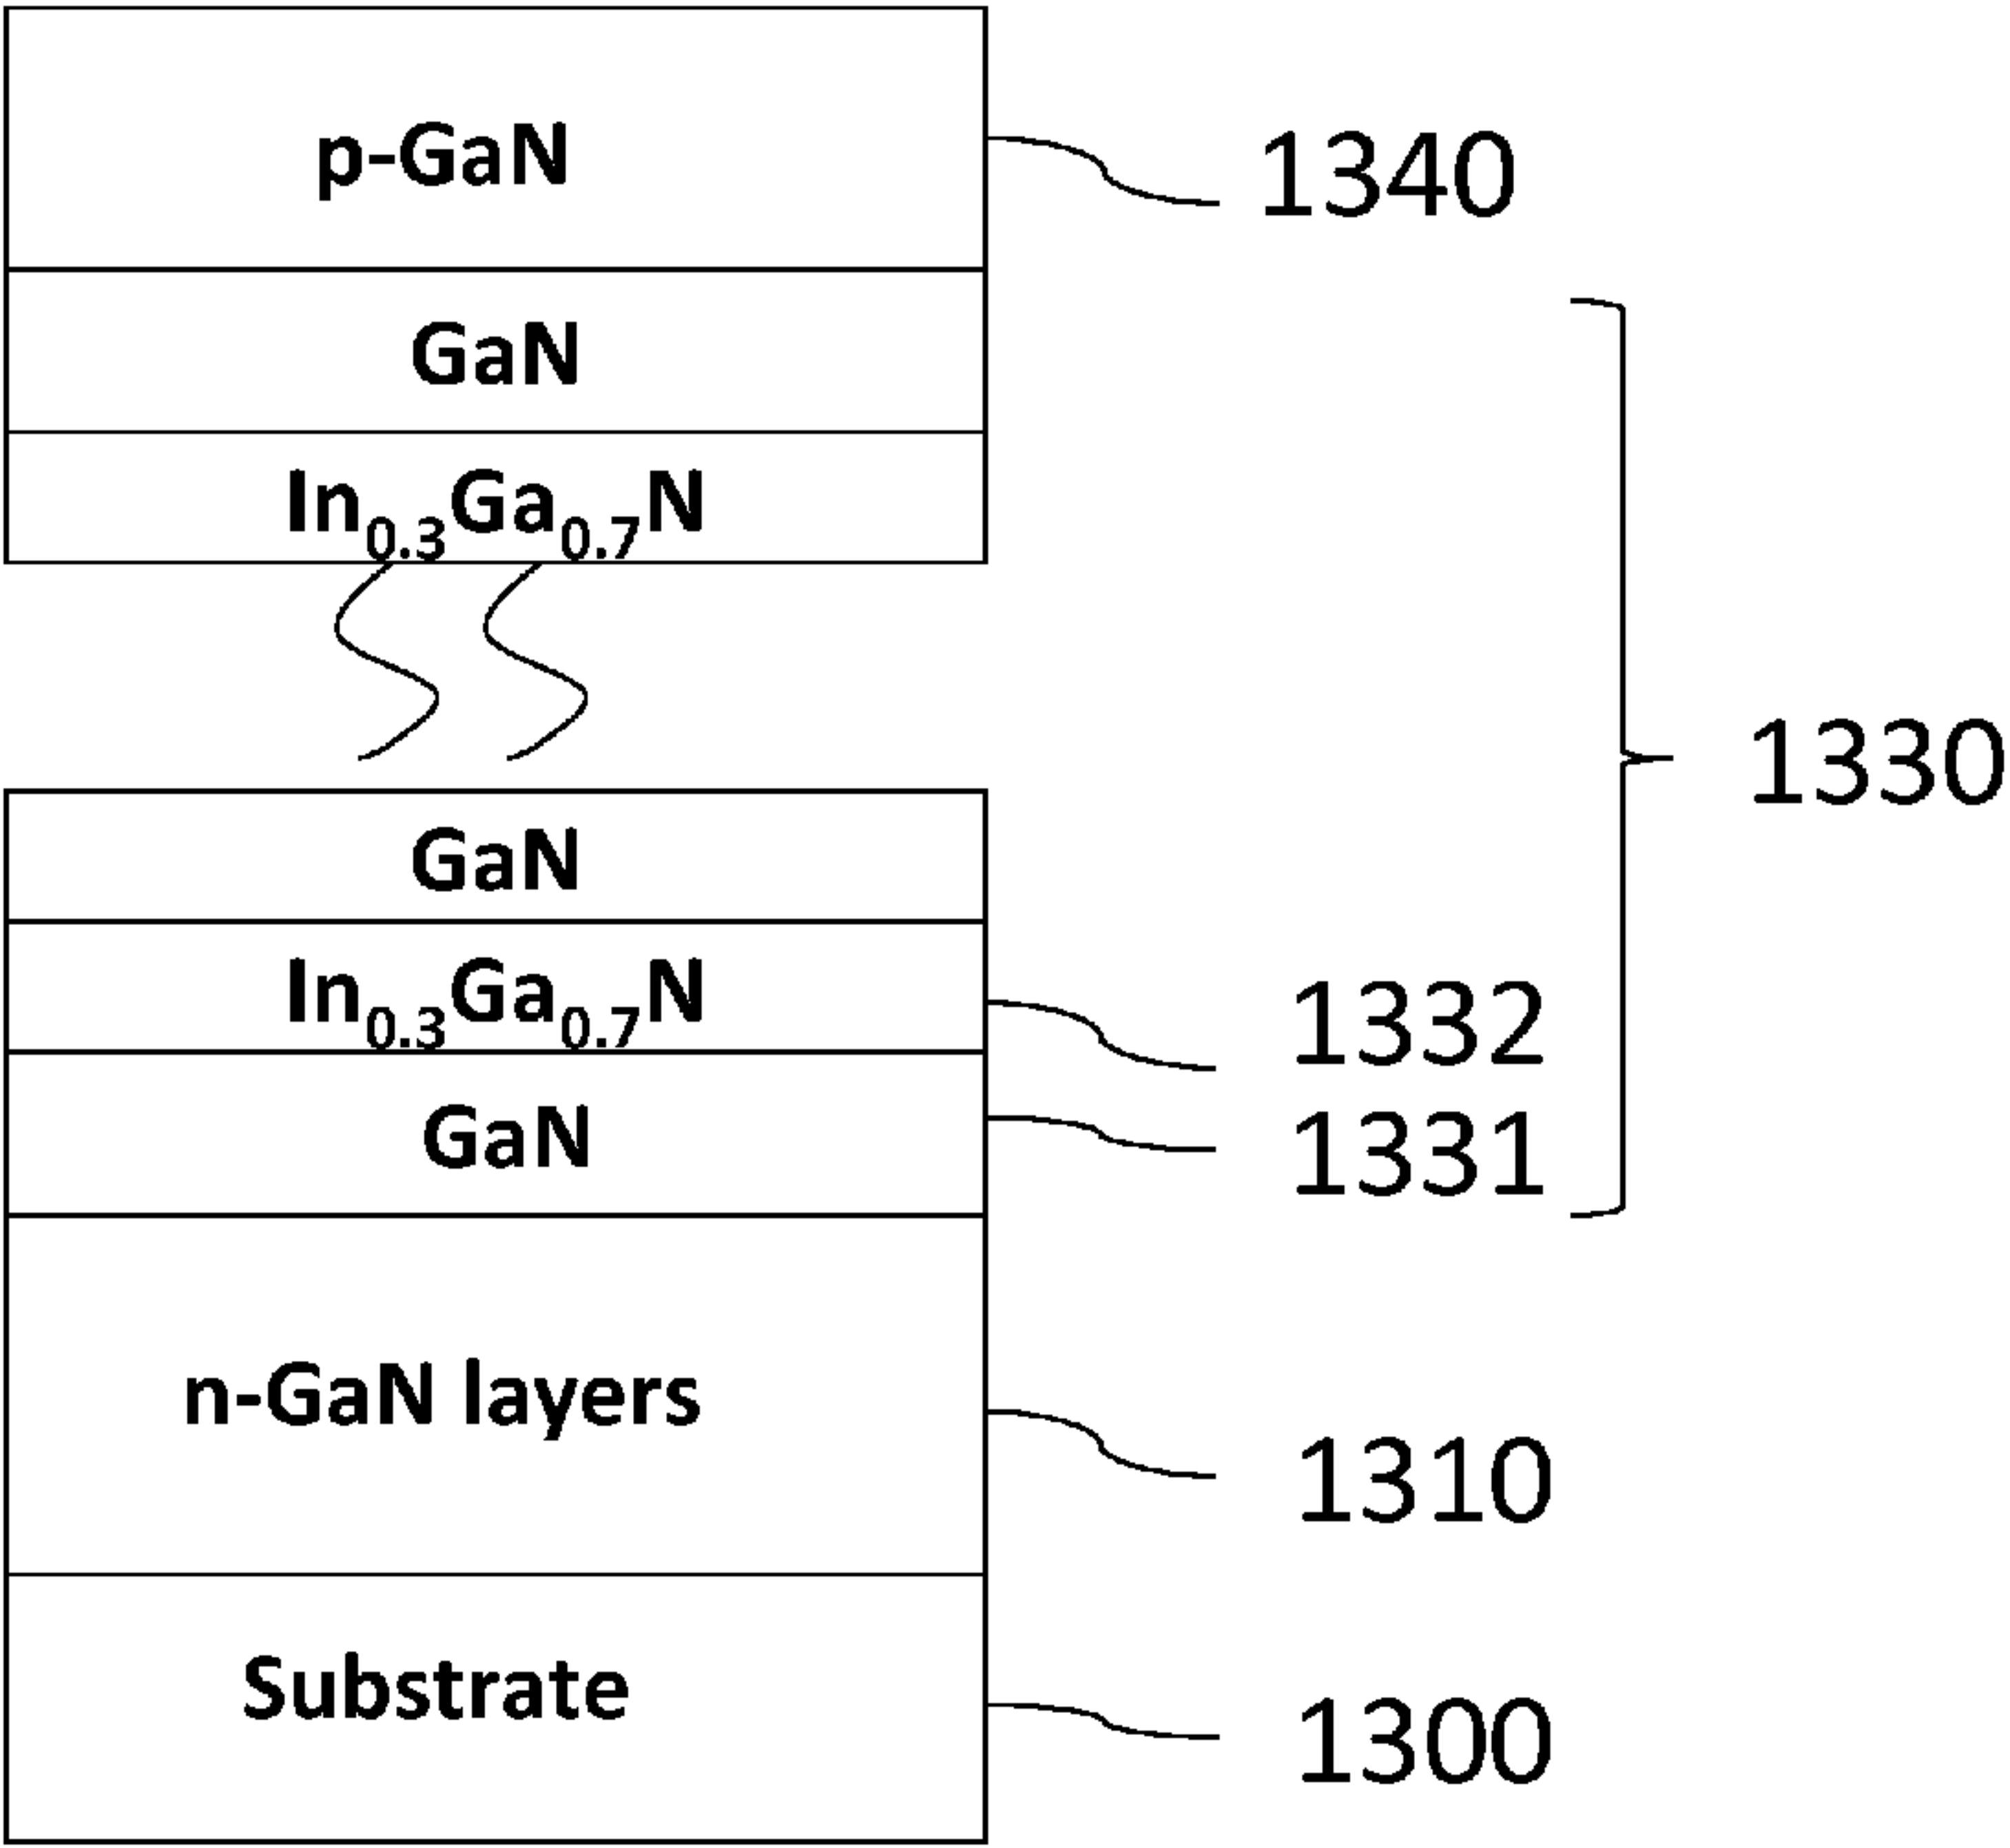 p-GaN
1340
GaN
In0.3Ga0.7N
1330
GaN
In0.3Ga0.7N
1332
GaN
1331
n-GaN layers
1310
Substrate
1300